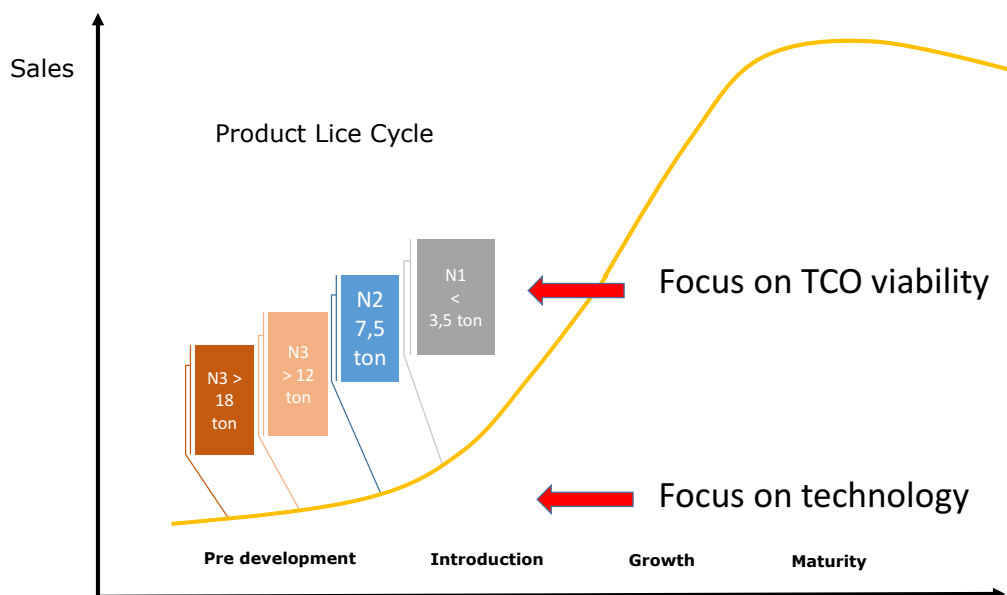 Sales
Product Lice Cycle
N1
<
3,5 ton
N2
7,5
ton
N3
> 12
ton
N3 >
18
ton
Focus on TCO viability
Focus on technology
Pre development
Introduction
Growth
Maturity